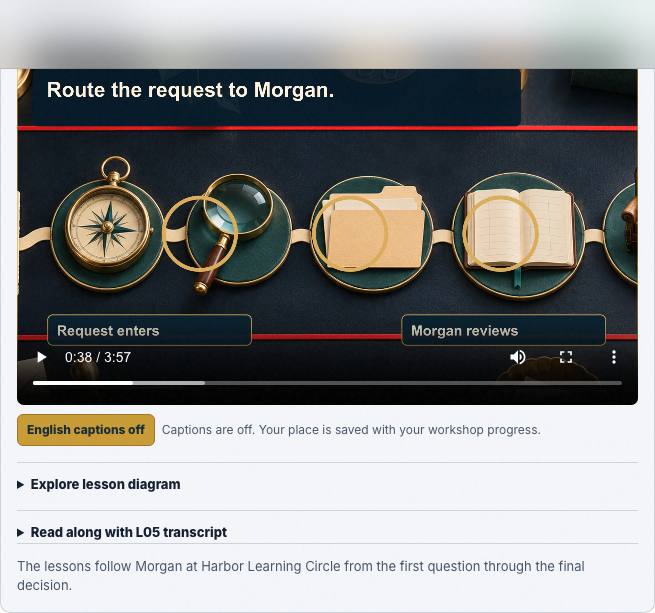 Route the request to Morgan.
Request enters
Morgan reviews
0:38 / 3:57
English captions off
Captions are off. Your place is saved with your workshop progress.
Explore lesson diagram
Read along with L05 transcript
The lessons follow Morgan at Harbor Learning Circle from the first question through the final
decision.